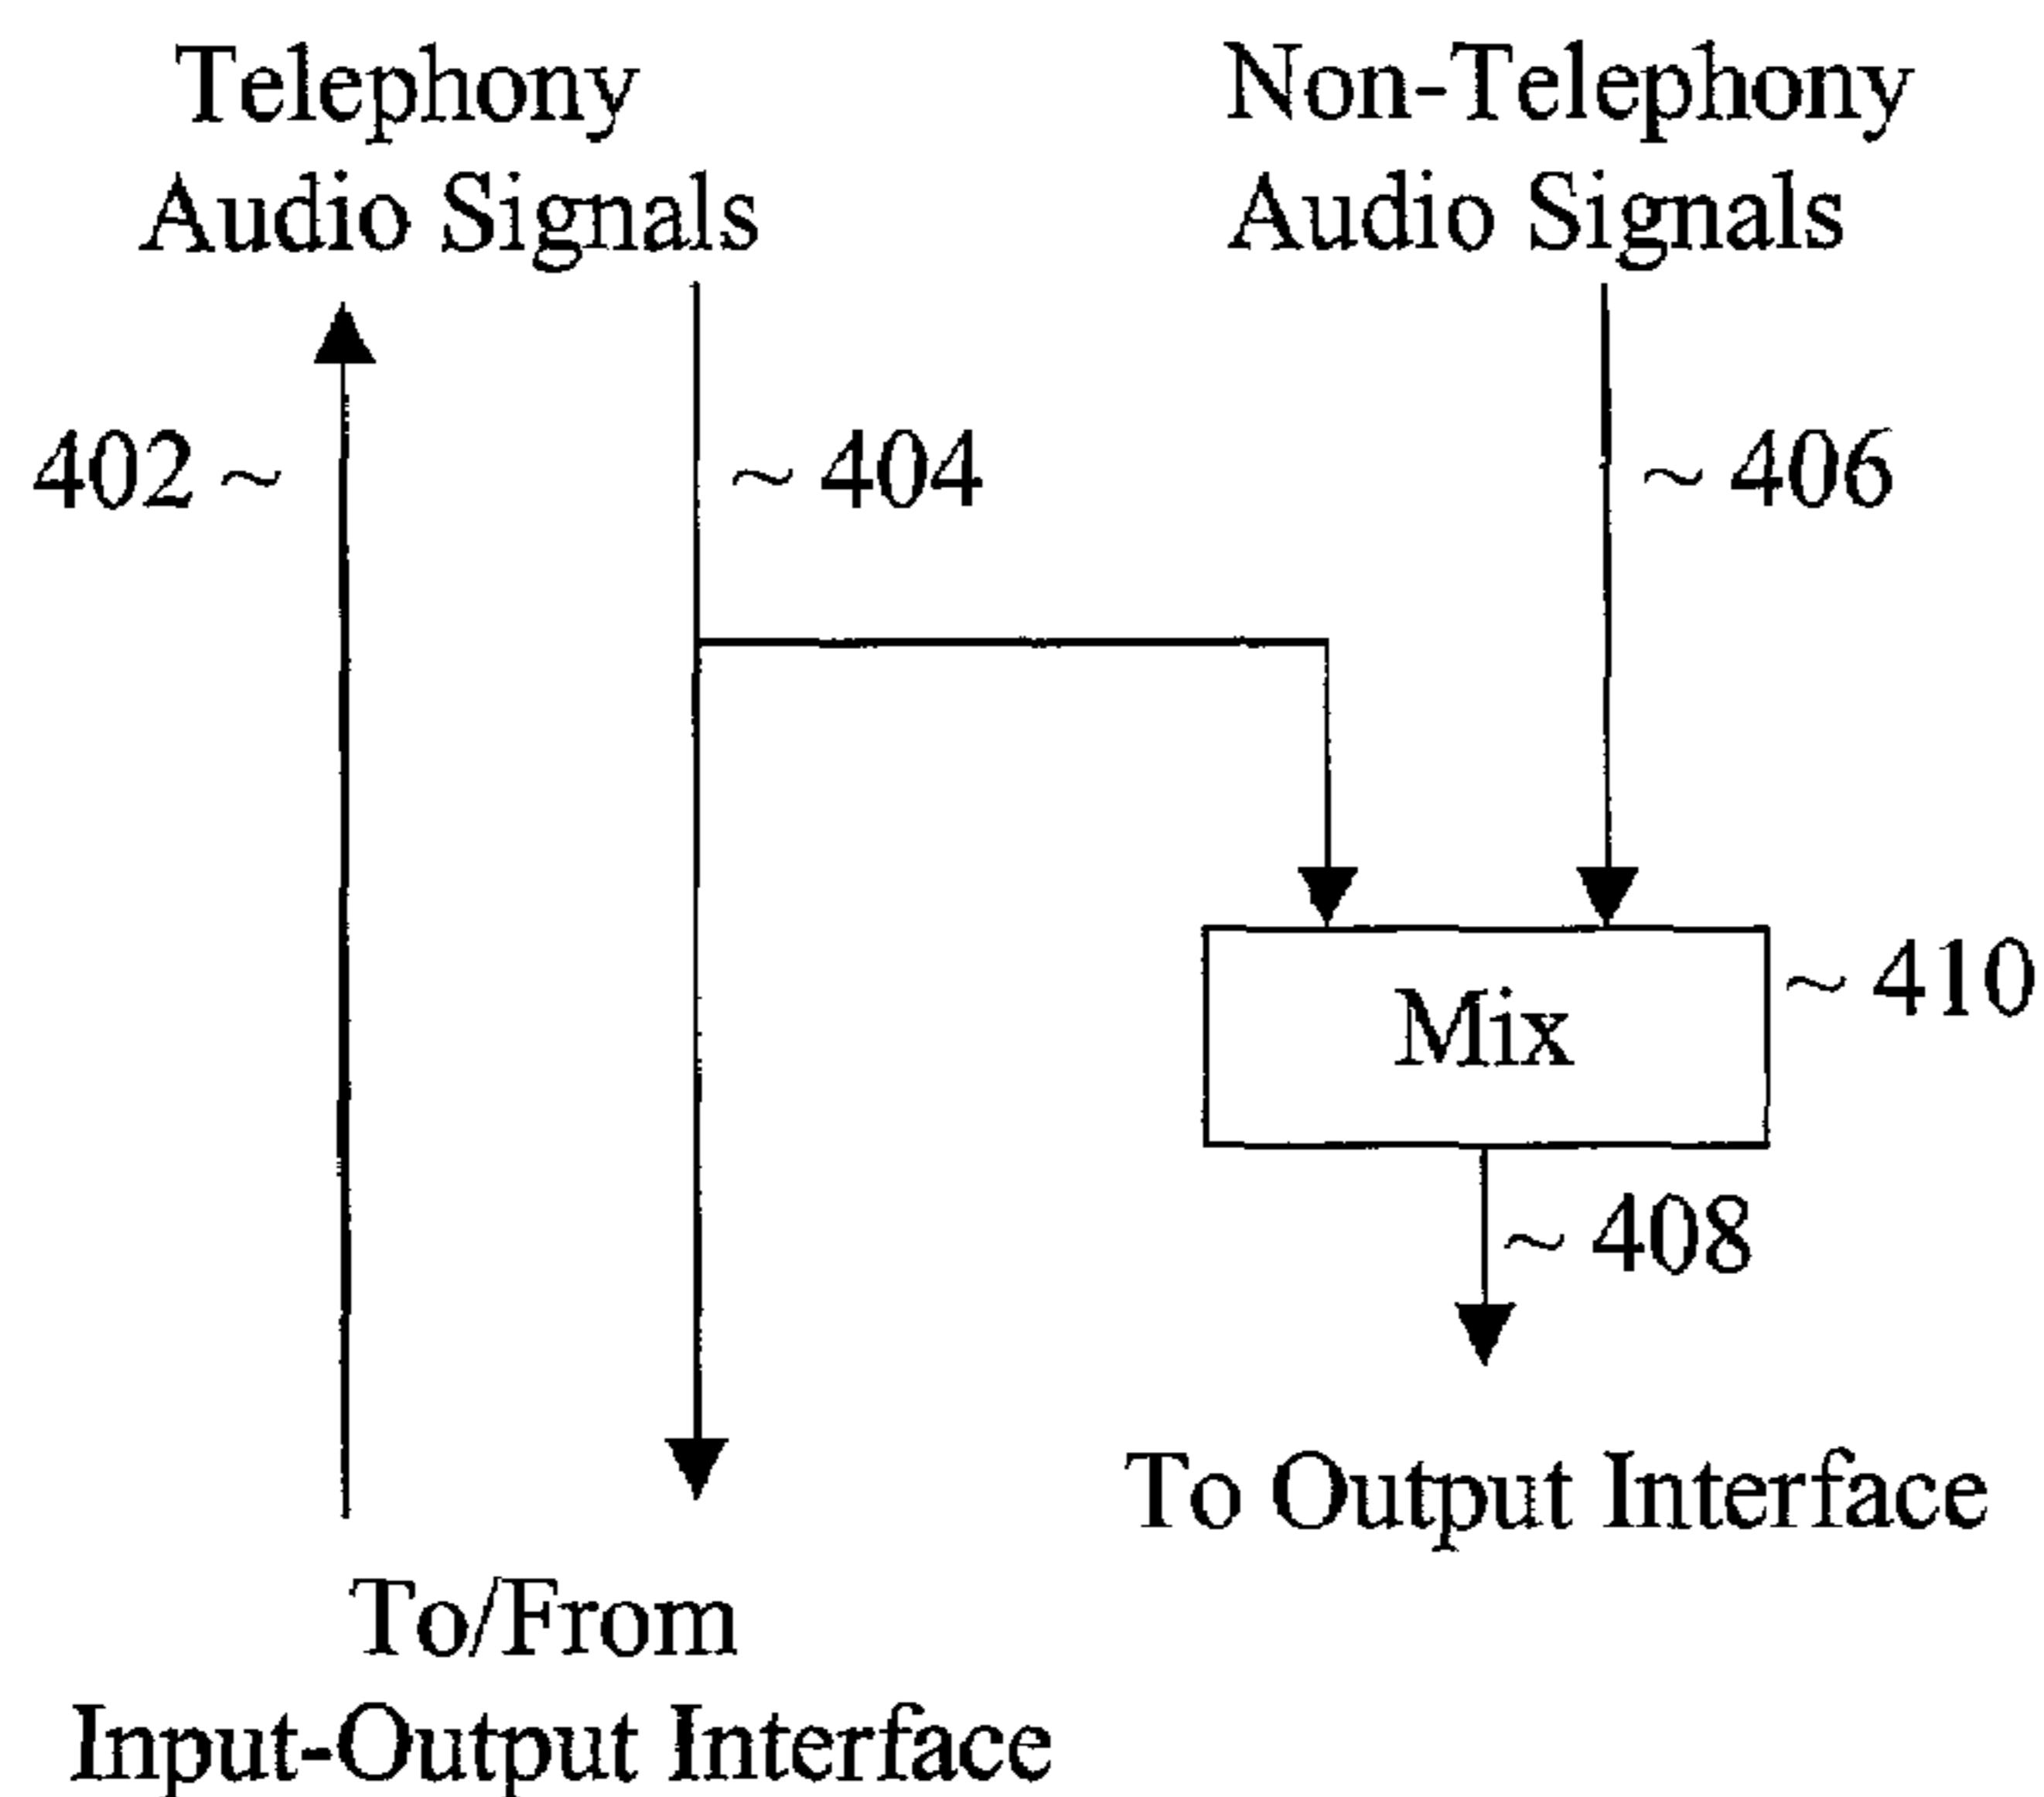 Telephony
Audio Signals
Non-Telephony
Audio Signals
402 ~
~ 404
~ 406
Mix
~ 410
~ 408
To Output Interface
To/From
Input-Output Interface